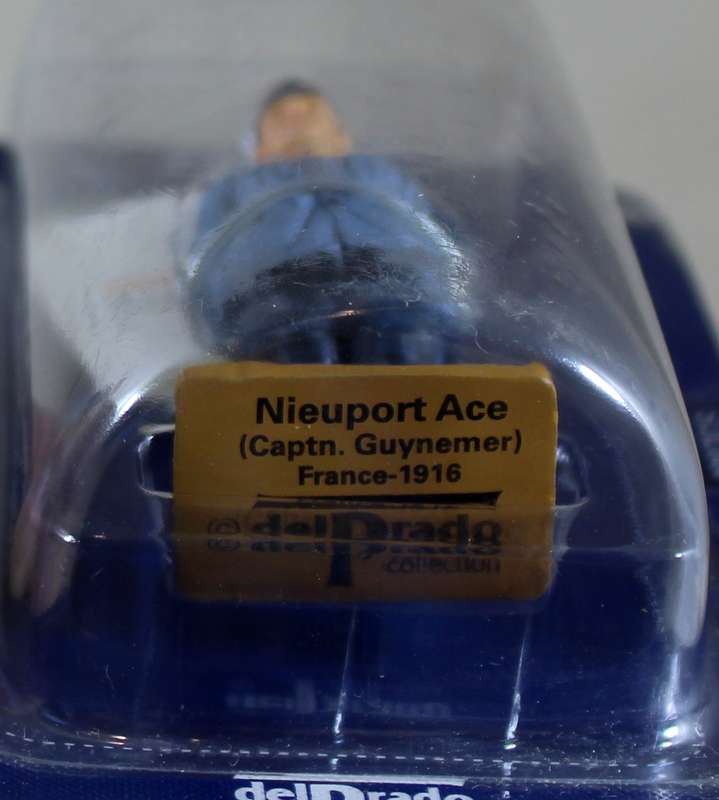 Nieuport Ace
(Captn. Guynemer)
France-1916
© delPrado
collection
delPrado